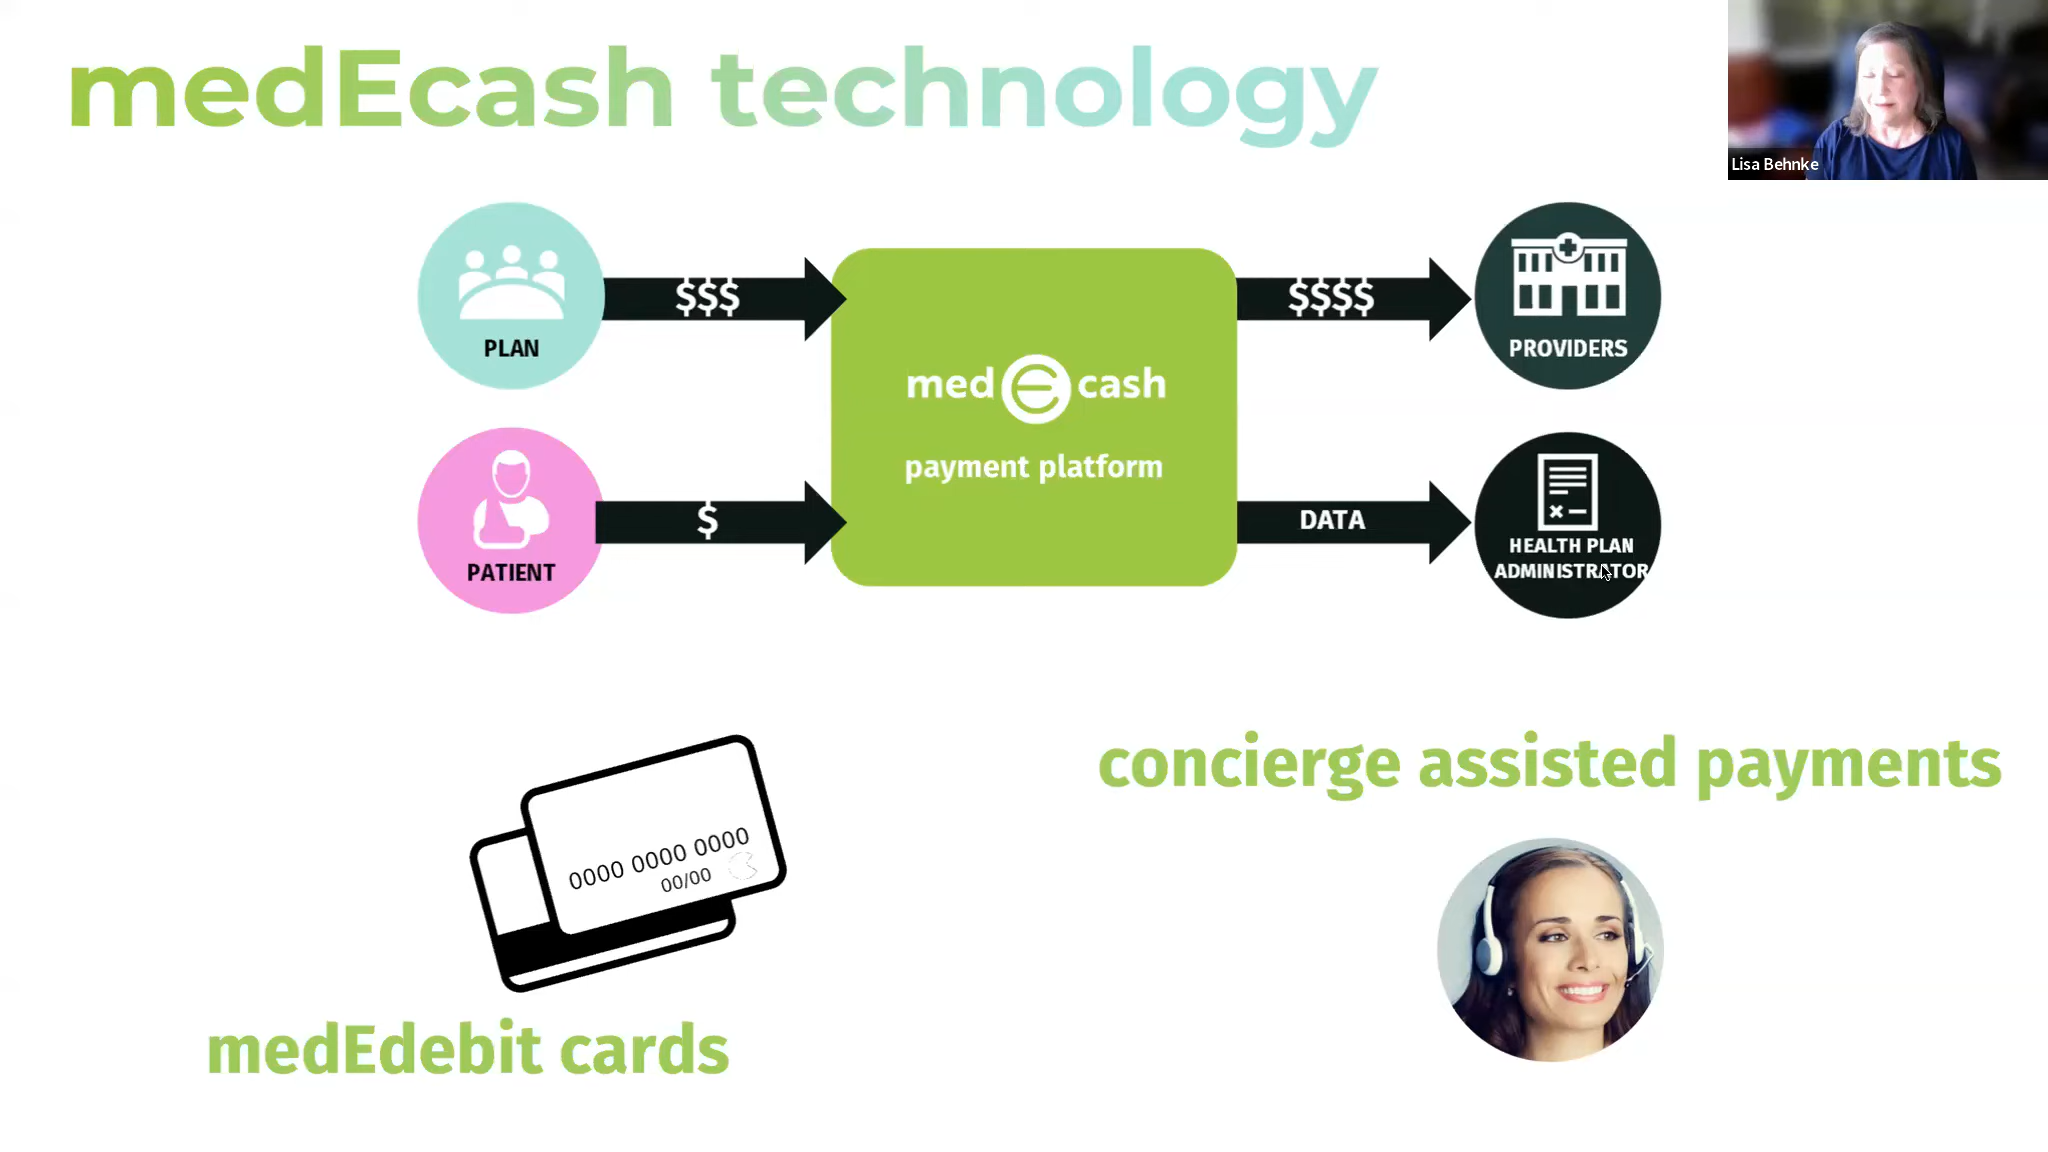 medEcash technology
Lisa Behnke
PLAN
$$$
$$$$
PROVIDERS
med e cash
payment platform
PATIENT
$
DATA
HEALTH PLAN
ADMINISTRATOR
concierge assisted payments
0000 0000 0000
00/00
medEdebit cards